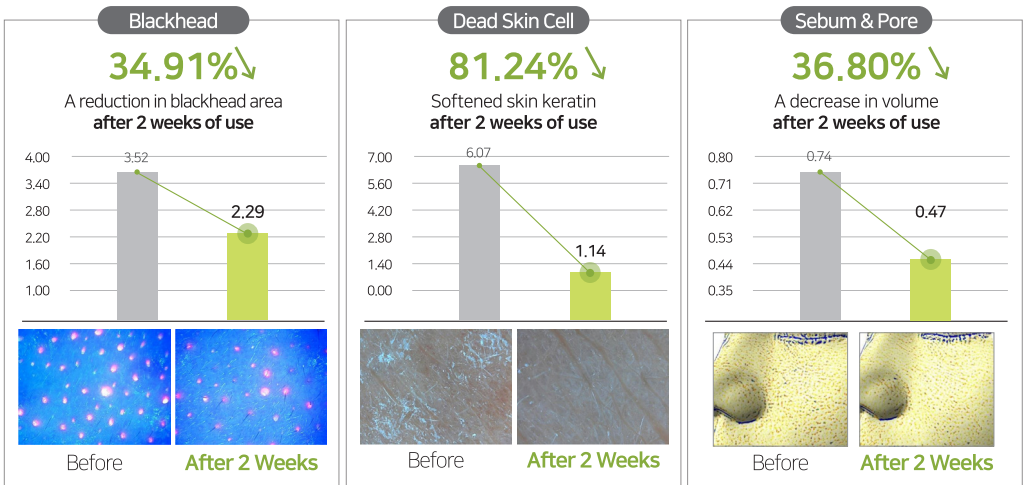 Blackhead
34.91%
A reduction in blackhead area
after 2 weeks of use
4.00
3.40
2.80
2.20
1.60
1.00
3.52
2.29
Before
After 2 Weeks
Dead Skin Cell
81.24%
Softened skin keratin
after 2 weeks of use
7.00
5.60
4.20
2.80
1.40
0.00
6.07
1.14
Before
After 2 Weeks
Sebum & Pore
36.80%
A decrease in volume
after 2 weeks of use
0.80
0.71
0.62
0.53
0.44
0.35
0.74
0.47
Before
After 2 Weeks